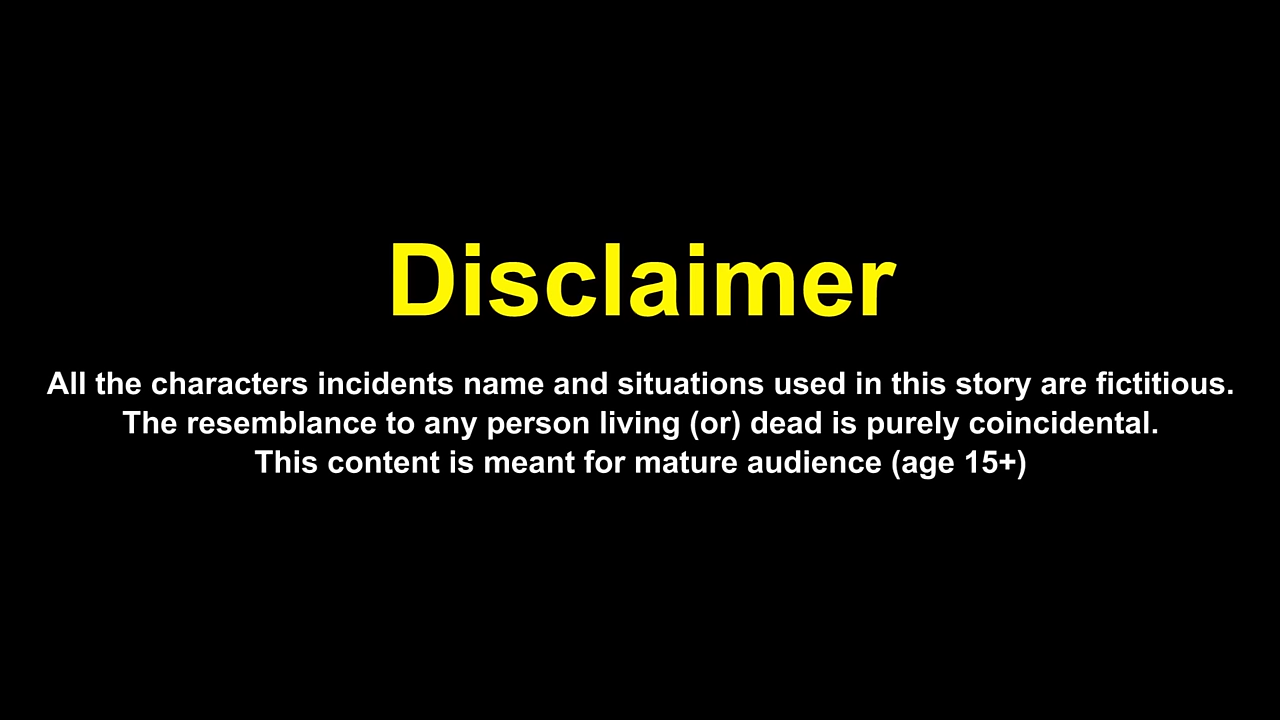 Disclaimer
All the characters incidents name and situations used in this story are fictitious.
The resemblance to any person living (or) dead is purely coincidental.
This content is meant for mature audience (age 15+)